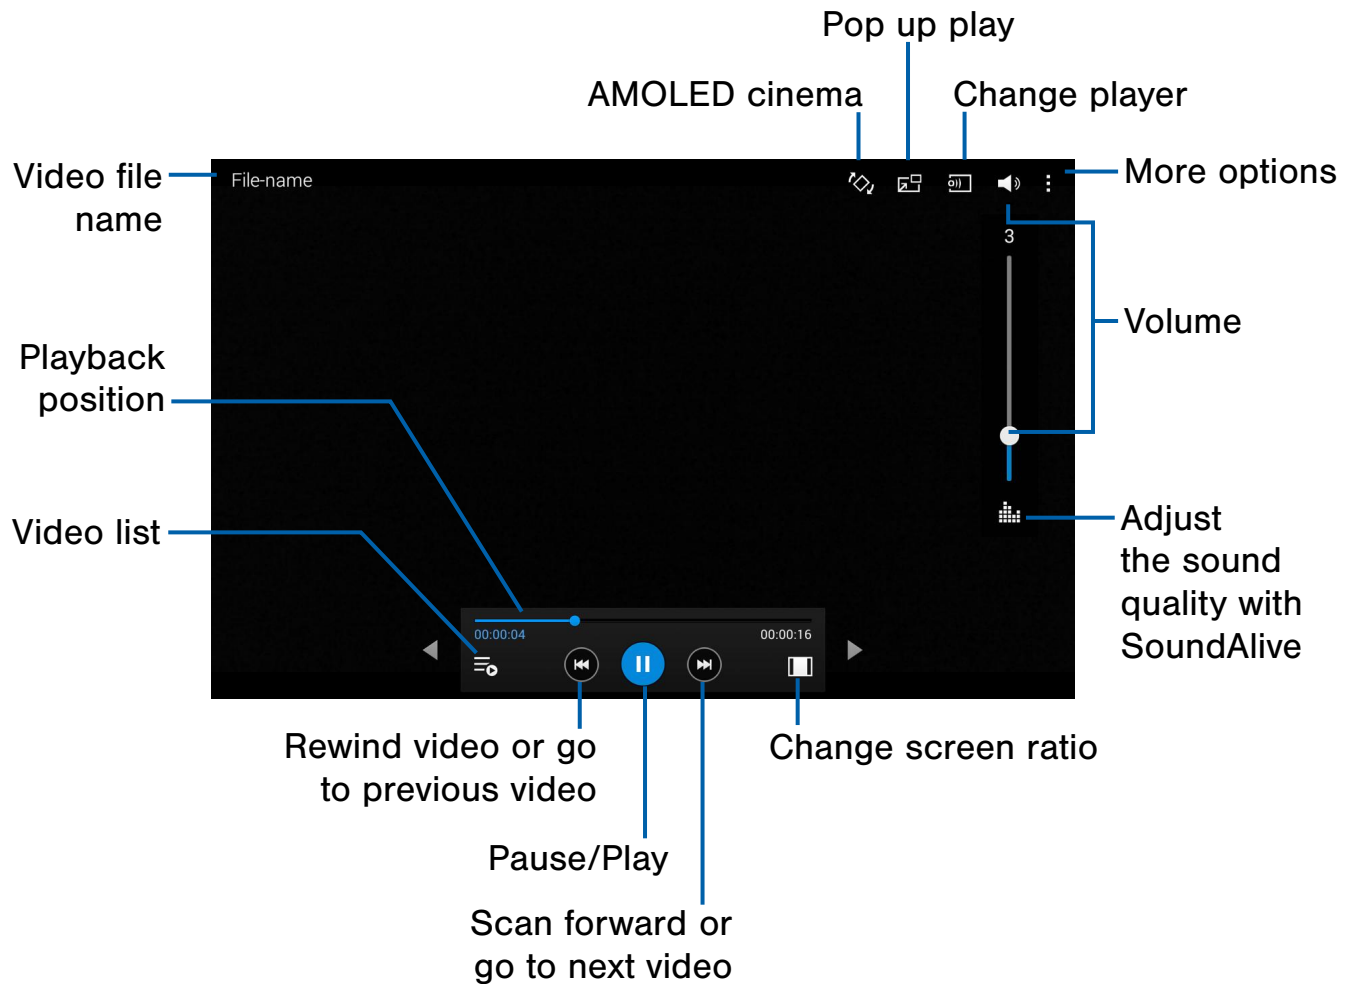 Pop up play
AMOLED cinema
Change player
Video file
name
File-name
More options
3
Volume
Playback
position
Video list
Adjust
the sound
quality with
SoundAlive
00:00:04
00:00:16
Rewind video or go
to previous video
Change screen ratio
Pause/Play
Scan forward or
go to next video